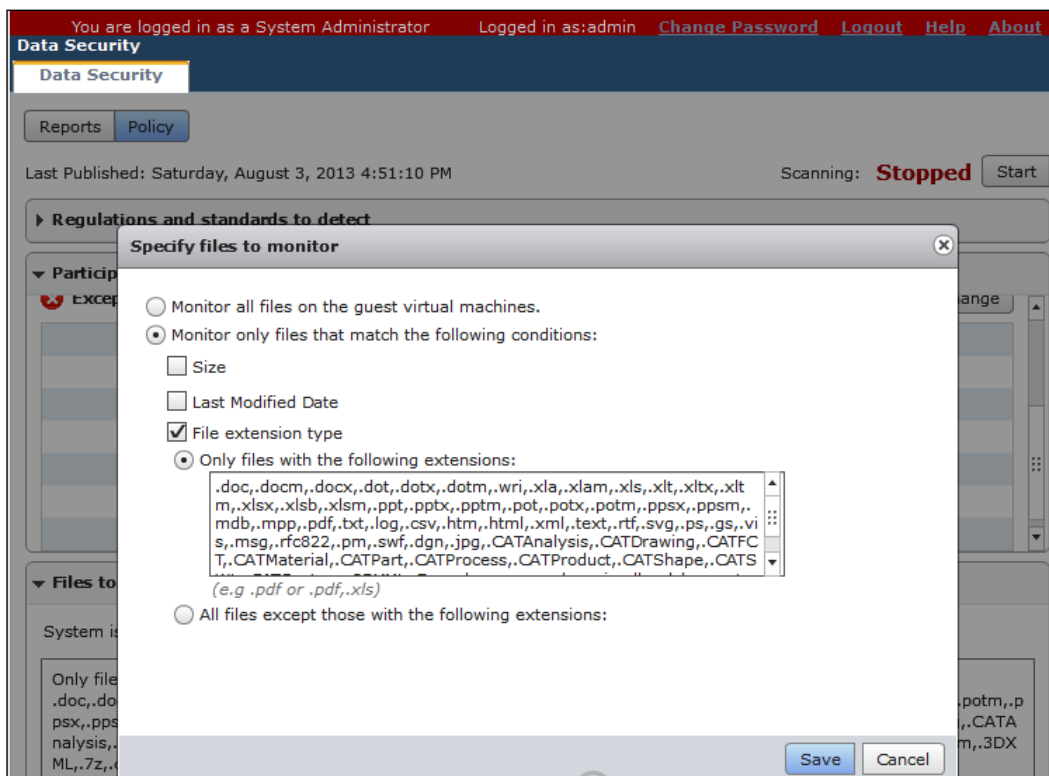 You are logged in as a System Administrator Logged in as:admin Change Password Logout Help About
Data Security
Data Security
Reports Policy
Last Published: Saturday, August 3, 2013 4:51:10 PM Scanning: Stopped Start
Regulations and standards to detect
Specify files to monitor
Particip
Excep ange
Monitor all files on the guest virtual machines.
Monitor only files that match the following conditions:
Size
Last Modified Date
File extension type
Only files with the following extensions:
.doc,.docm,.docx,.dot,.dotx,.dotm,.wri,.xla,.xlam,.xls,.xlt,.xltx,.xlt
m,.xlsx,.xlsb,.xlsm,.ppt,.pptx,.pptm,.pot,.potx,.potm,.ppsx,.ppsm,.
mdb,.mpp,.pdf,.txt,.log,.csv,.htm,.html,.xml,.text,.rtf,.svg,.ps,.gs,.vi
s,.msg,.rfc822,.pm,.swf,.dgn,.jpg,.CATAnalysis,.CATDrawing,.CATFC
T,.CATMaterial,.CATPart,.CATProcess,.CATProduct,.CATShape,.CATS
(e.g .pdf or .pdf,.xls)
Files to
All files except those with the following extensions:
System is
Only file
.doc,.do .potm,.p
psx,.pps ,.CATA
nalysis,. m,.3DX
ML,.7z,.
Save Cancel